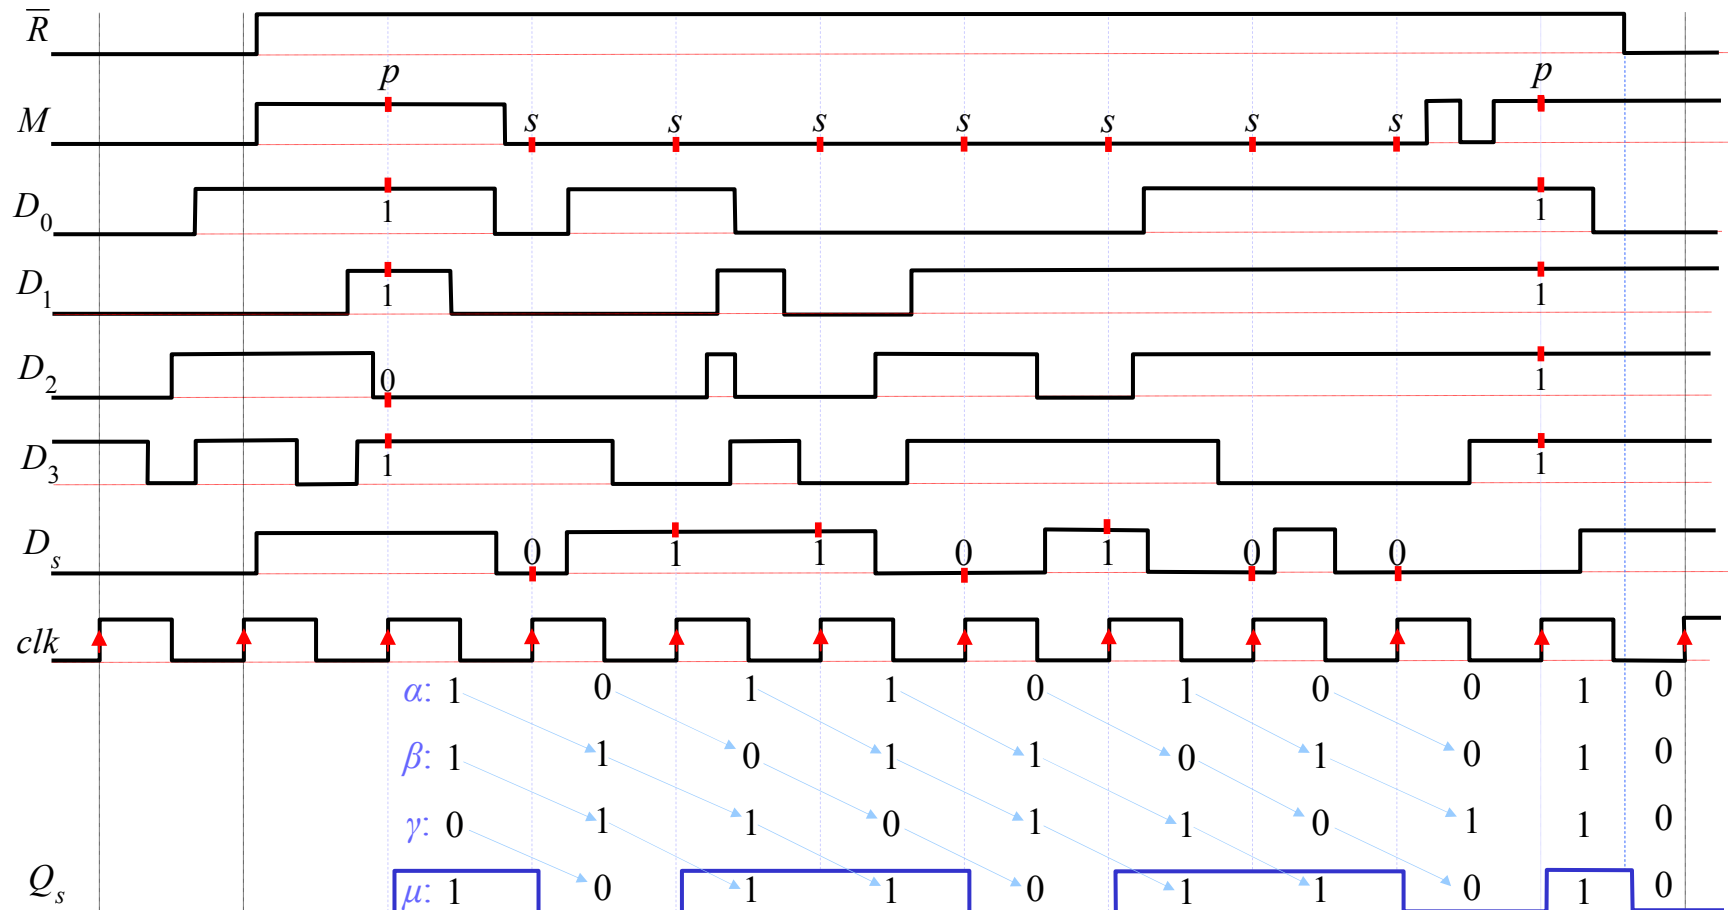 R̅
p p
M s s s s s s s
D₀ 1 1
D₁ 1 1
D₂ 0 1
D₃ 1 1
Dₛ 0 1 1 0 1 0 0
clk
α: 1 0 1 1 0 1 0 0 1 0
β: 1 1 0 1 1 0 1 0 1 0
γ: 0 1 1 0 1 1 0 1 1 0
Qₛ μ: 1 0 1 1 0 1 1 0 1 0